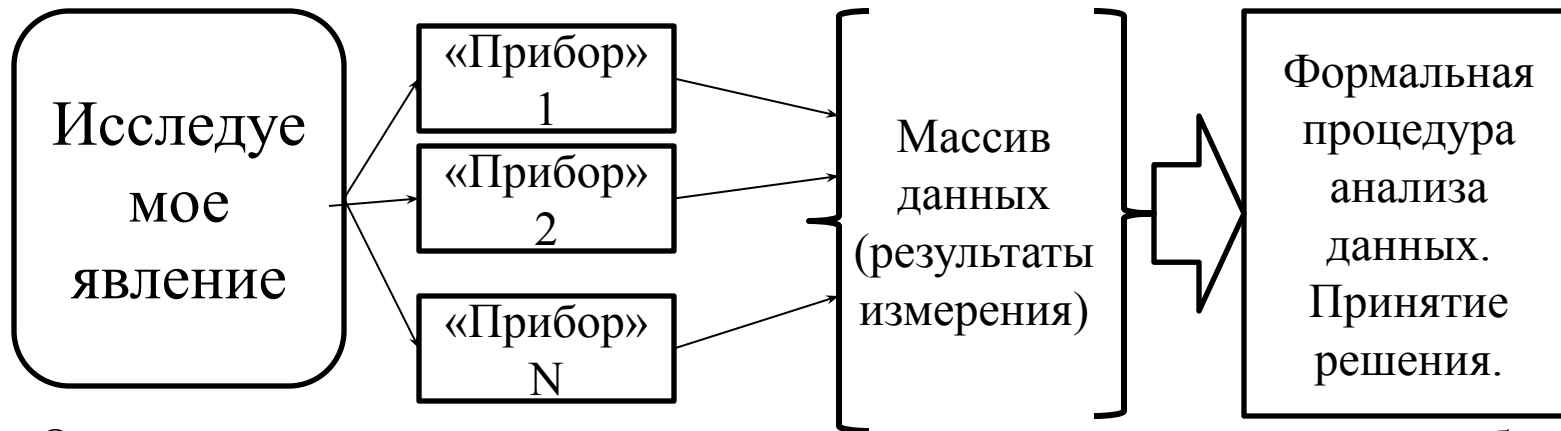 Исследуе
мое
явление
«Прибор»
1
«Прибор»
2
«Прибор»
N
Массив
данных
(результаты
измерения)
Формальная
процедура
анализа
данных.
Принятие
решения.